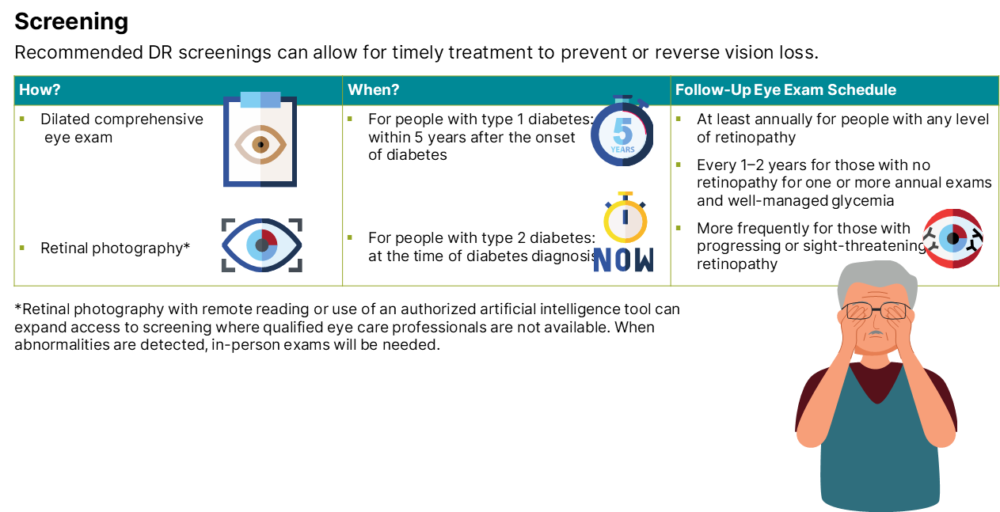 Screening
Recommended DR screenings can allow for timely treatment to prevent or reverse vision loss.
How?
When?
Follow-Up Eye Exam Schedule
▪ Dilated comprehensive
eye exam
▪ Retinal photography*
▪ For people with type 1 diabetes:
within 5 years after the onset
of diabetes
5
YEARS
▪ For people with type 2 diabetes:
at the time of diabetes diagnosis
NOW
▪ At least annually for people with any level
of retinopathy
▪ Every 1–2 years for those with no
retinopathy for one or more annual exams
and well-managed glycemia
▪ More frequently for those with
progressing or sight-threatening
retinopathy
*Retinal photography with remote reading or use of an authorized artificial intelligence tool can
expand access to screening where qualified eye care professionals are not available. When
abnormalities are detected, in-person exams will be needed.